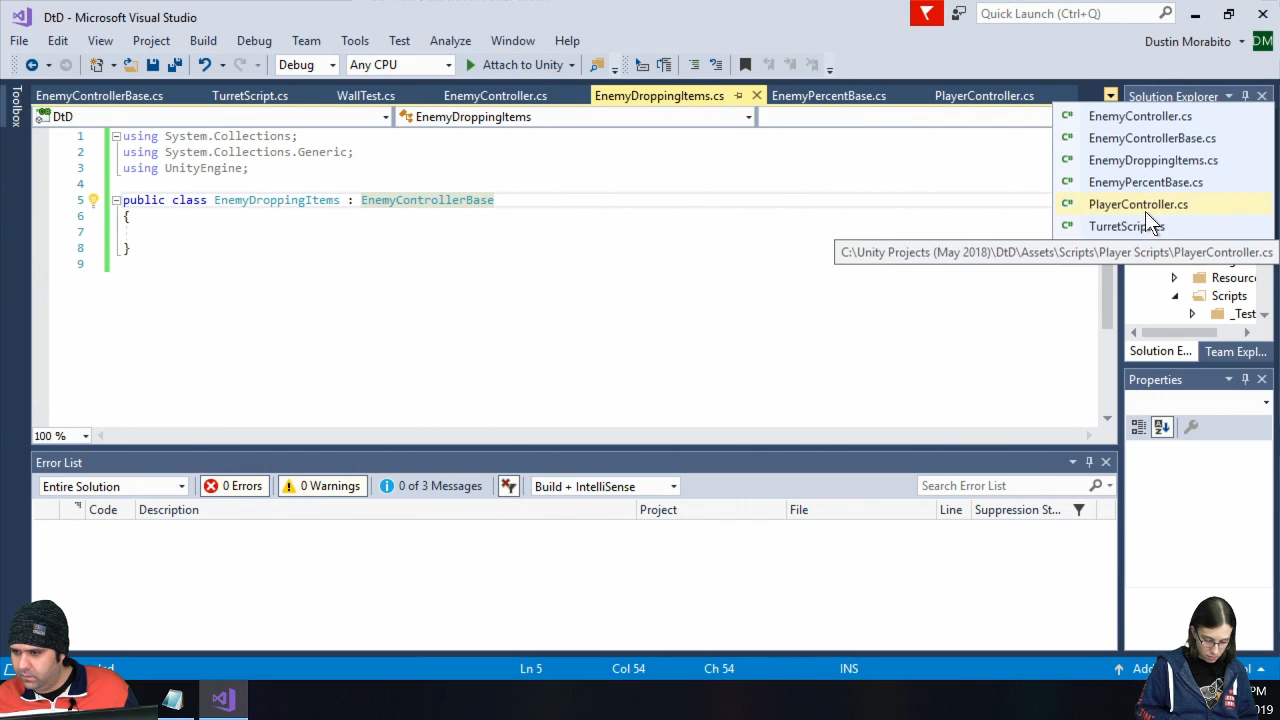 DtD - Microsoft Visual Studio
Quick Launch (Ctrl+Q)
File Edit View Project Build Debug Team Tools Test Analyze Window Help
Dustin Morabito DM
Debug Any CPU Attach to Unity
Toolbox
EnemyControllerBase.cs TurretScript.cs WallTest.cs EnemyController.cs EnemyDroppingItems.cs EnemyPercentBase.cs PlayerController.cs
DtD EnemyDroppingItems
1 using System.Collections;
2 using System.Collections.Generic;
3 using UnityEngine;
4
5 public class EnemyDroppingItems : EnemyControllerBase
6 {
7
8 }
9
Solution Explorer
EnemyController.cs
EnemyControllerBase.cs
EnemyDroppingItems.cs
EnemyPercentBase.cs
PlayerController.cs
C:\Unity Projects (May 2018)\DtD\Assets\Scripts\Player Scripts\PlayerController.cs
Scripts
_Test
Solution E... Team Expl...
Properties
100 %
Error List
Entire Solution 0 Errors 0 Warnings 0 of 3 Messages Build + IntelliSense Search Error List
Code Description Project File Line Suppression St...
Ln 5 Col 54 Ch 54 INS